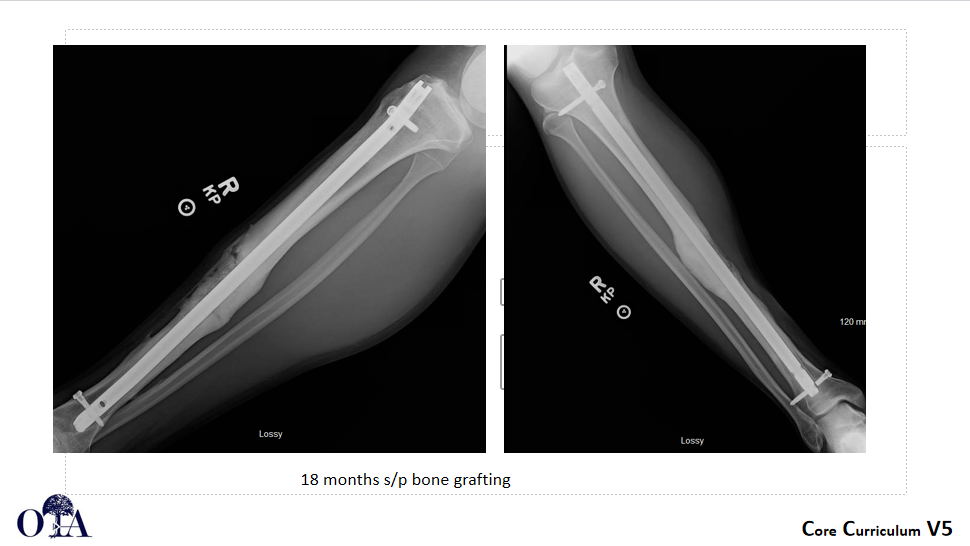 R
KP
Lossy
R
KP
120 mm
Lossy
18 months s/p bone grafting
OTA
Core Curriculum V5